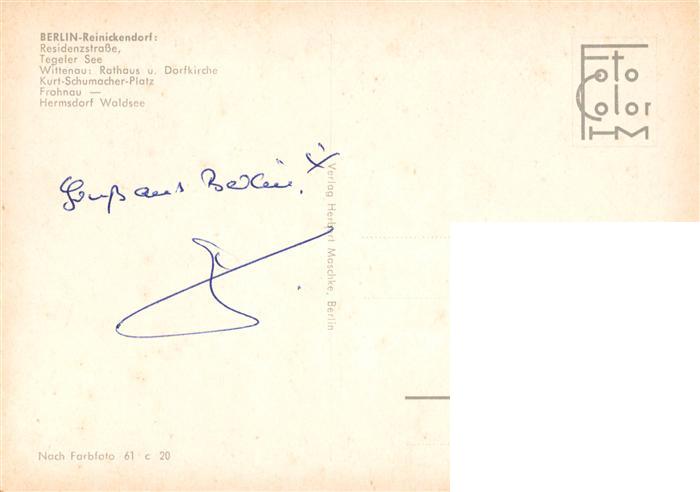 BERLIN-Reinickendorf:
Residenzstraße,
Tegeler See
Wittenau: Rathaus u. Dorfkirche
Kurt-Schumacher-Platz
Frohnau —
Hermsdorf Waldsee
Foto
Color
HM
Gruß aus Berlin,
Verlag Herbert Maschke, Berlin
Nach Farbfoto 61 c 20